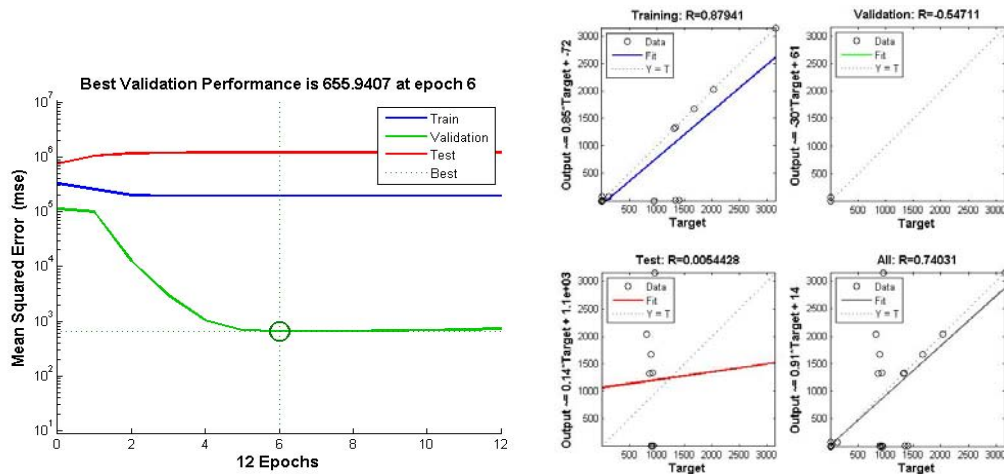 Best Validation Performance is 655.9407 at epoch 6
Mean Squared Error (mse)
10^7
10^6
10^5
10^4
10^3
10^2
10^1
Train
Validation
Test
Best
0 2 4 6 8 10 12
12 Epochs
Training: R=0.87941
Output ~= 0.85*Target + -72
3000
2500
2000
1500
1000
500
Data
Fit
Y = T
500 1000 1500 2000 2500 3000
Target
Validation: R=-0.54711
Output ~= -30*Target + 61
3000
2500
2000
1500
1000
500
Data
Fit
Y = T
500 1000 1500 2000 2500 3000
Target
Test: R=0.0054428
Output ~= 0.14*Target + 1.1e+03
3000
2500
2000
1500
1000
500
Data
Fit
Y = T
500 1000 1500 2000 2500 3000
Target
All: R=0.74031
Output ~= 0.91*Target + 14
3000
2500
2000
1500
1000
500
Data
Fit
Y = T
500 1000 1500 2000 2500 3000
Target